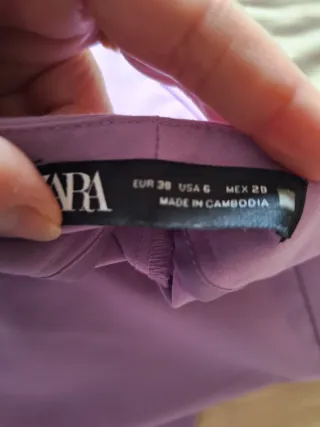 ZARA
EUR 38 USA 6 MEX 28
MADE IN CAMBODIA